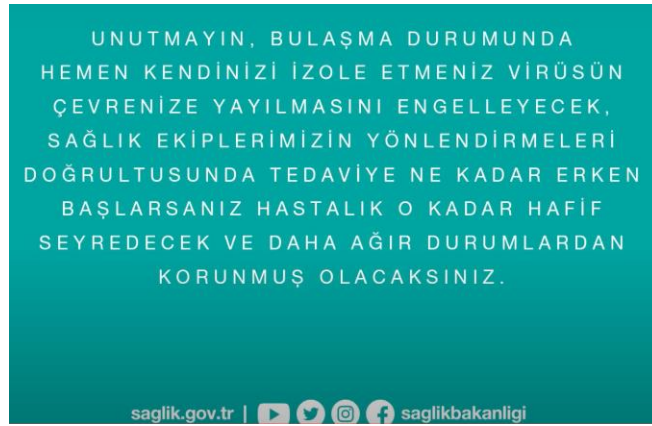 UNUTMAYIN, BULAŞMA DURUMUNDA
HEMEN KENDİNİZİ İZOLE ETMENİZ VİRÜSÜN
ÇEVRENİZE YAYILMASINI ENGELLEYECEK,
SAĞLIK EKİPLERİMİZİN YÖNLENDİRMELERİ
DOĞRULTUSUNDA TEDAVİYE NE KADAR ERKEN
BAŞLARSANIZ HASTALIK O KADAR HAFİF
SEYREDECEK VE DAHA AĞIR DURUMLARDAN
KORUNMUŞ OLACAKSINIZ.
saglik.gov.tr | saglikbakanligi